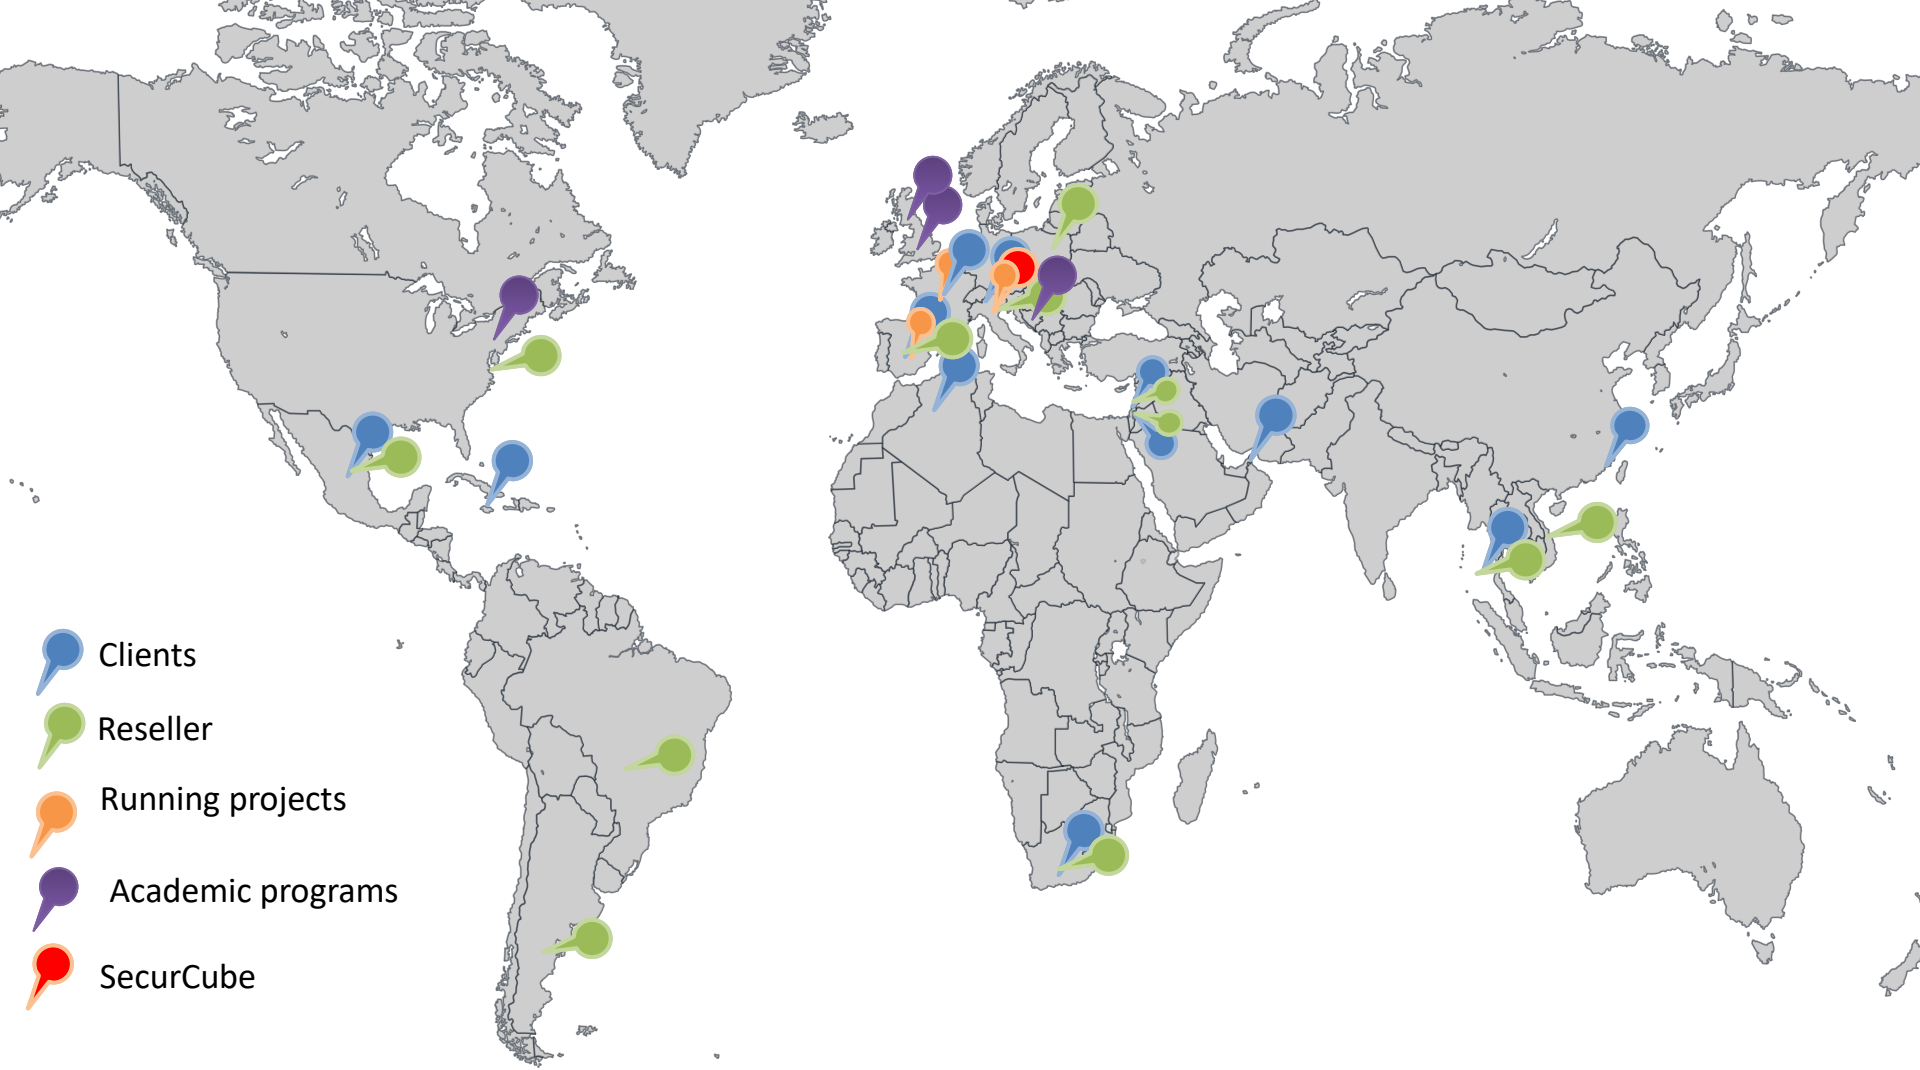 Clients
Reseller
Running projects
Academic programs
SecurCube